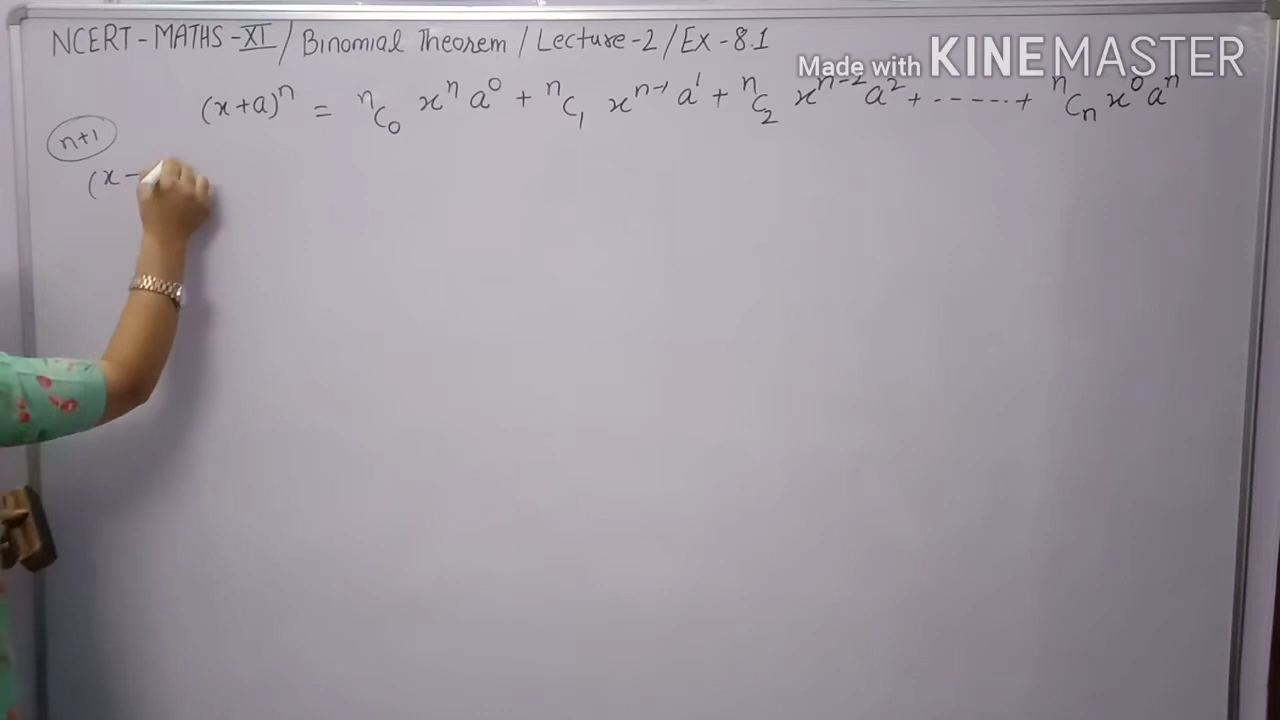 NCERT - MATHS - XI / Binomial Theorem / Lecture - 2 / Ex - 8.1
Made with KINEMASTER
(x+a)ⁿ = ⁿC₀ xⁿ a⁰ + ⁿC₁ xⁿ⁻¹ a¹ + ⁿC₂ xⁿ⁻² a² + ------ + ⁿCₙ x⁰ aⁿ
n+1
(x -